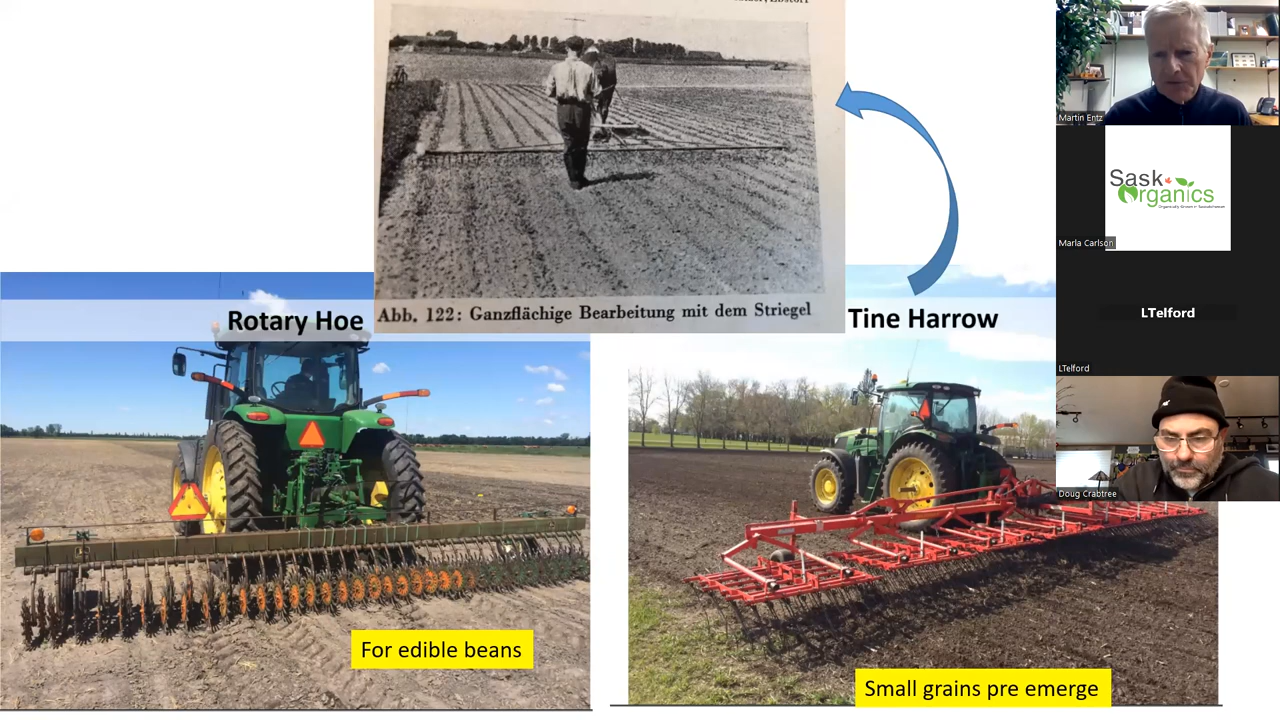 Abb. 122: Ganzflächige Bearbeitung mit dem Striegel
Rotary Hoe
Tine Harrow
For edible beans
Small grains pre emerge
Martin Entz
Sask
Organics
Marla Carlson
LTelford
LTelford
Doug Crabtree